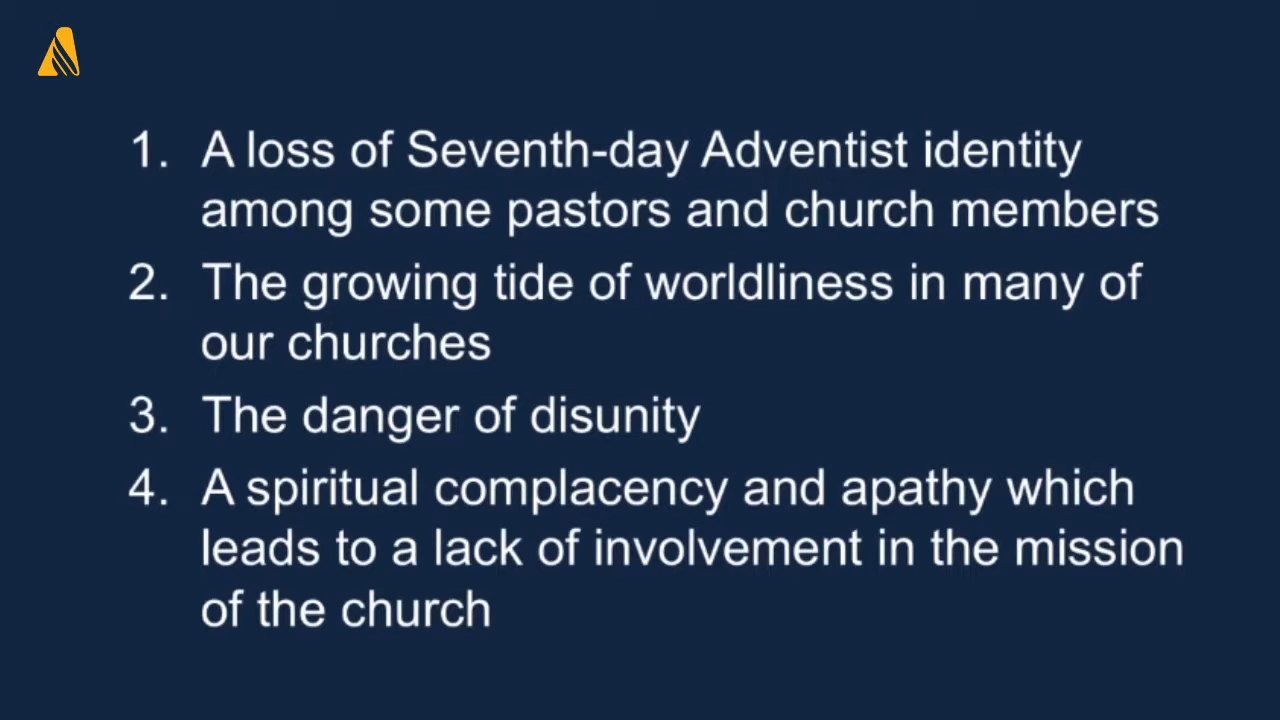 1. A loss of Seventh-day Adventist identity
among some pastors and church members
2. The growing tide of worldliness in many of
our churches
3. The danger of disunity
4. A spiritual complacency and apathy which
leads to a lack of involvement in the mission
of the church